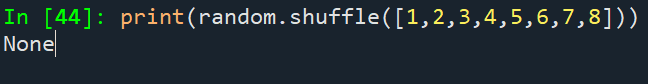 In [44]: print(random.shuffle([1,2,3,4,5,6,7,8]))
None